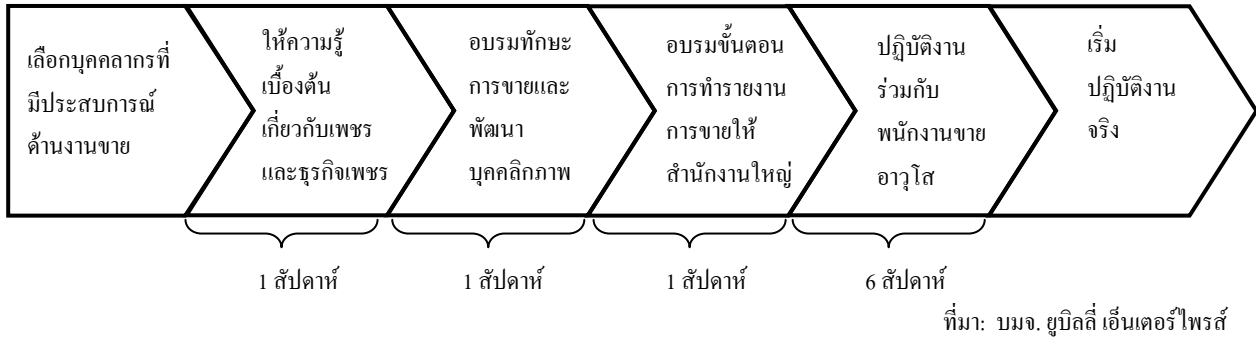 เลือกบุคคลากรที่
มีประสบการณ์
ด้านงานขาย
ให้ความรู้
เบื้องต้น
เกี่ยวกับเพชร
และธุรกิจเพชร
อบรมทักษะ
การขายและ
พัฒนา
บุคคลิกภาพ
อบรมขั้นตอน
การทำรายงาน
การขายให้
สำนักงานใหญ่
ปฏิบัติงาน
ร่วมกับ
พนักงานขาย
อาวุโส
เริ่ม
ปฏิบัติงาน
จริง
1 สัปดาห์
1 สัปดาห์
1 สัปดาห์
6 สัปดาห์
ที่มา: บมจ. ยูบิลลี่ เอ็นเตอร์ไพรส์